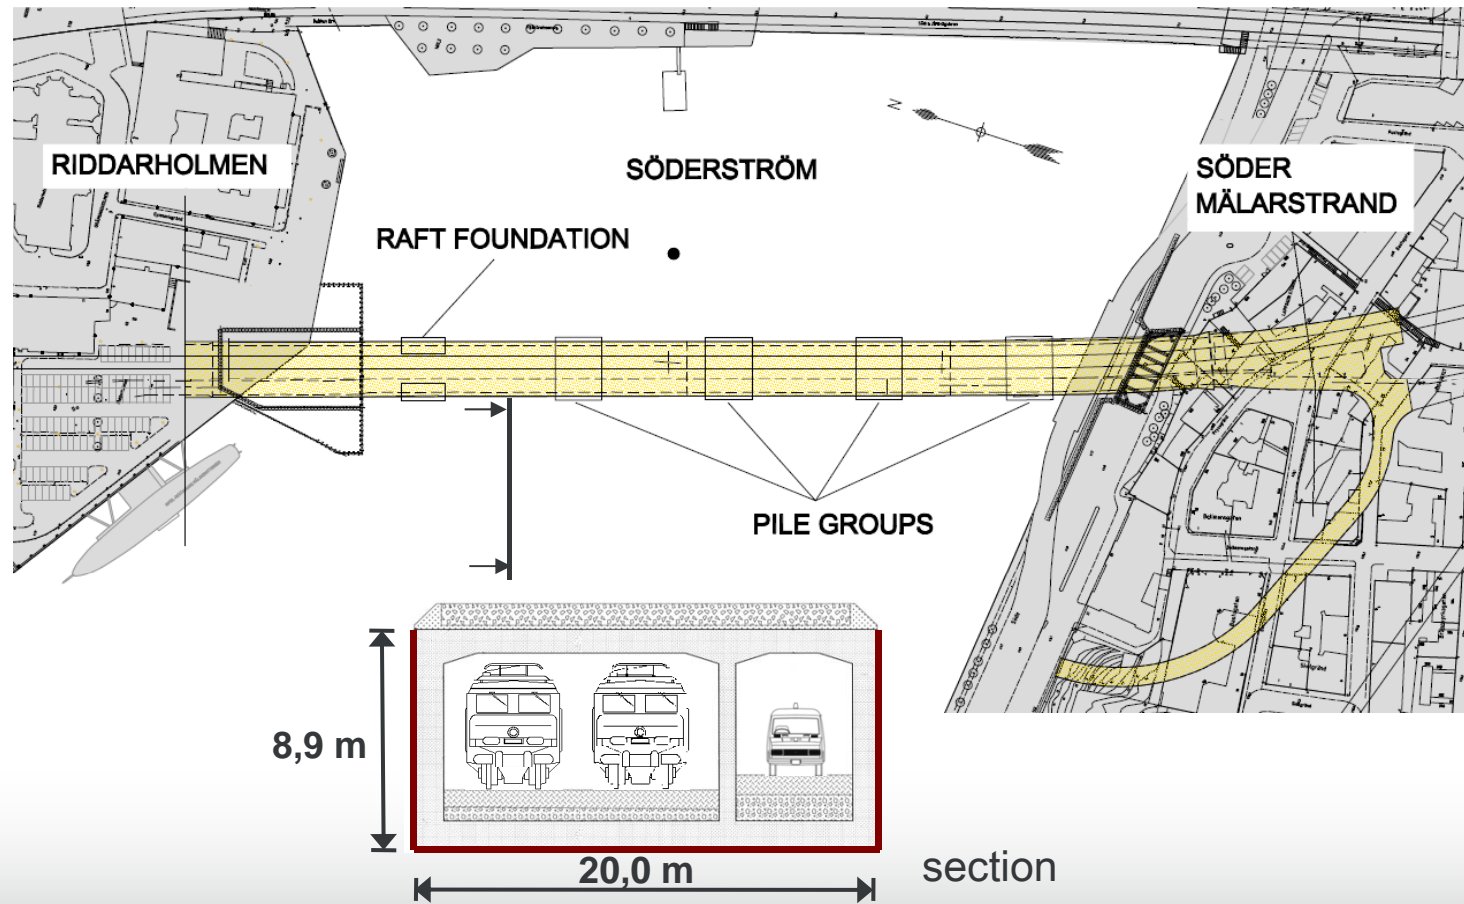 RIDDARHOLMEN
SÖDERSTRÖM
N
SÖDER
MÄLARSTRAND
RAFT FOUNDATION
PILE GROUPS
8,9 m
20,0 m
section